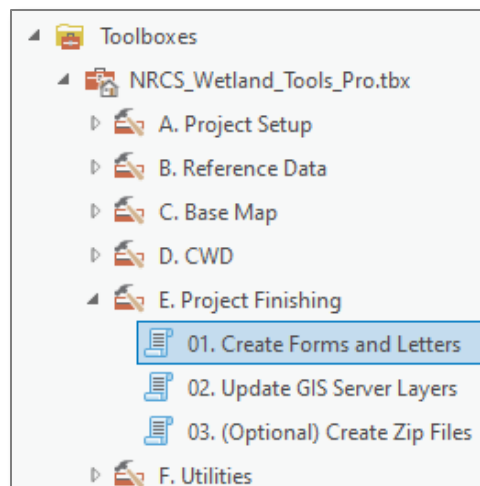 Toolboxes
NRCS_Wetland_Tools_Pro.tbx
A. Project Setup
B. Reference Data
C. Base Map
D. CWD
E. Project Finishing
01. Create Forms and Letters
02. Update GIS Server Layers
03. (Optional) Create Zip Files
F. Utilities